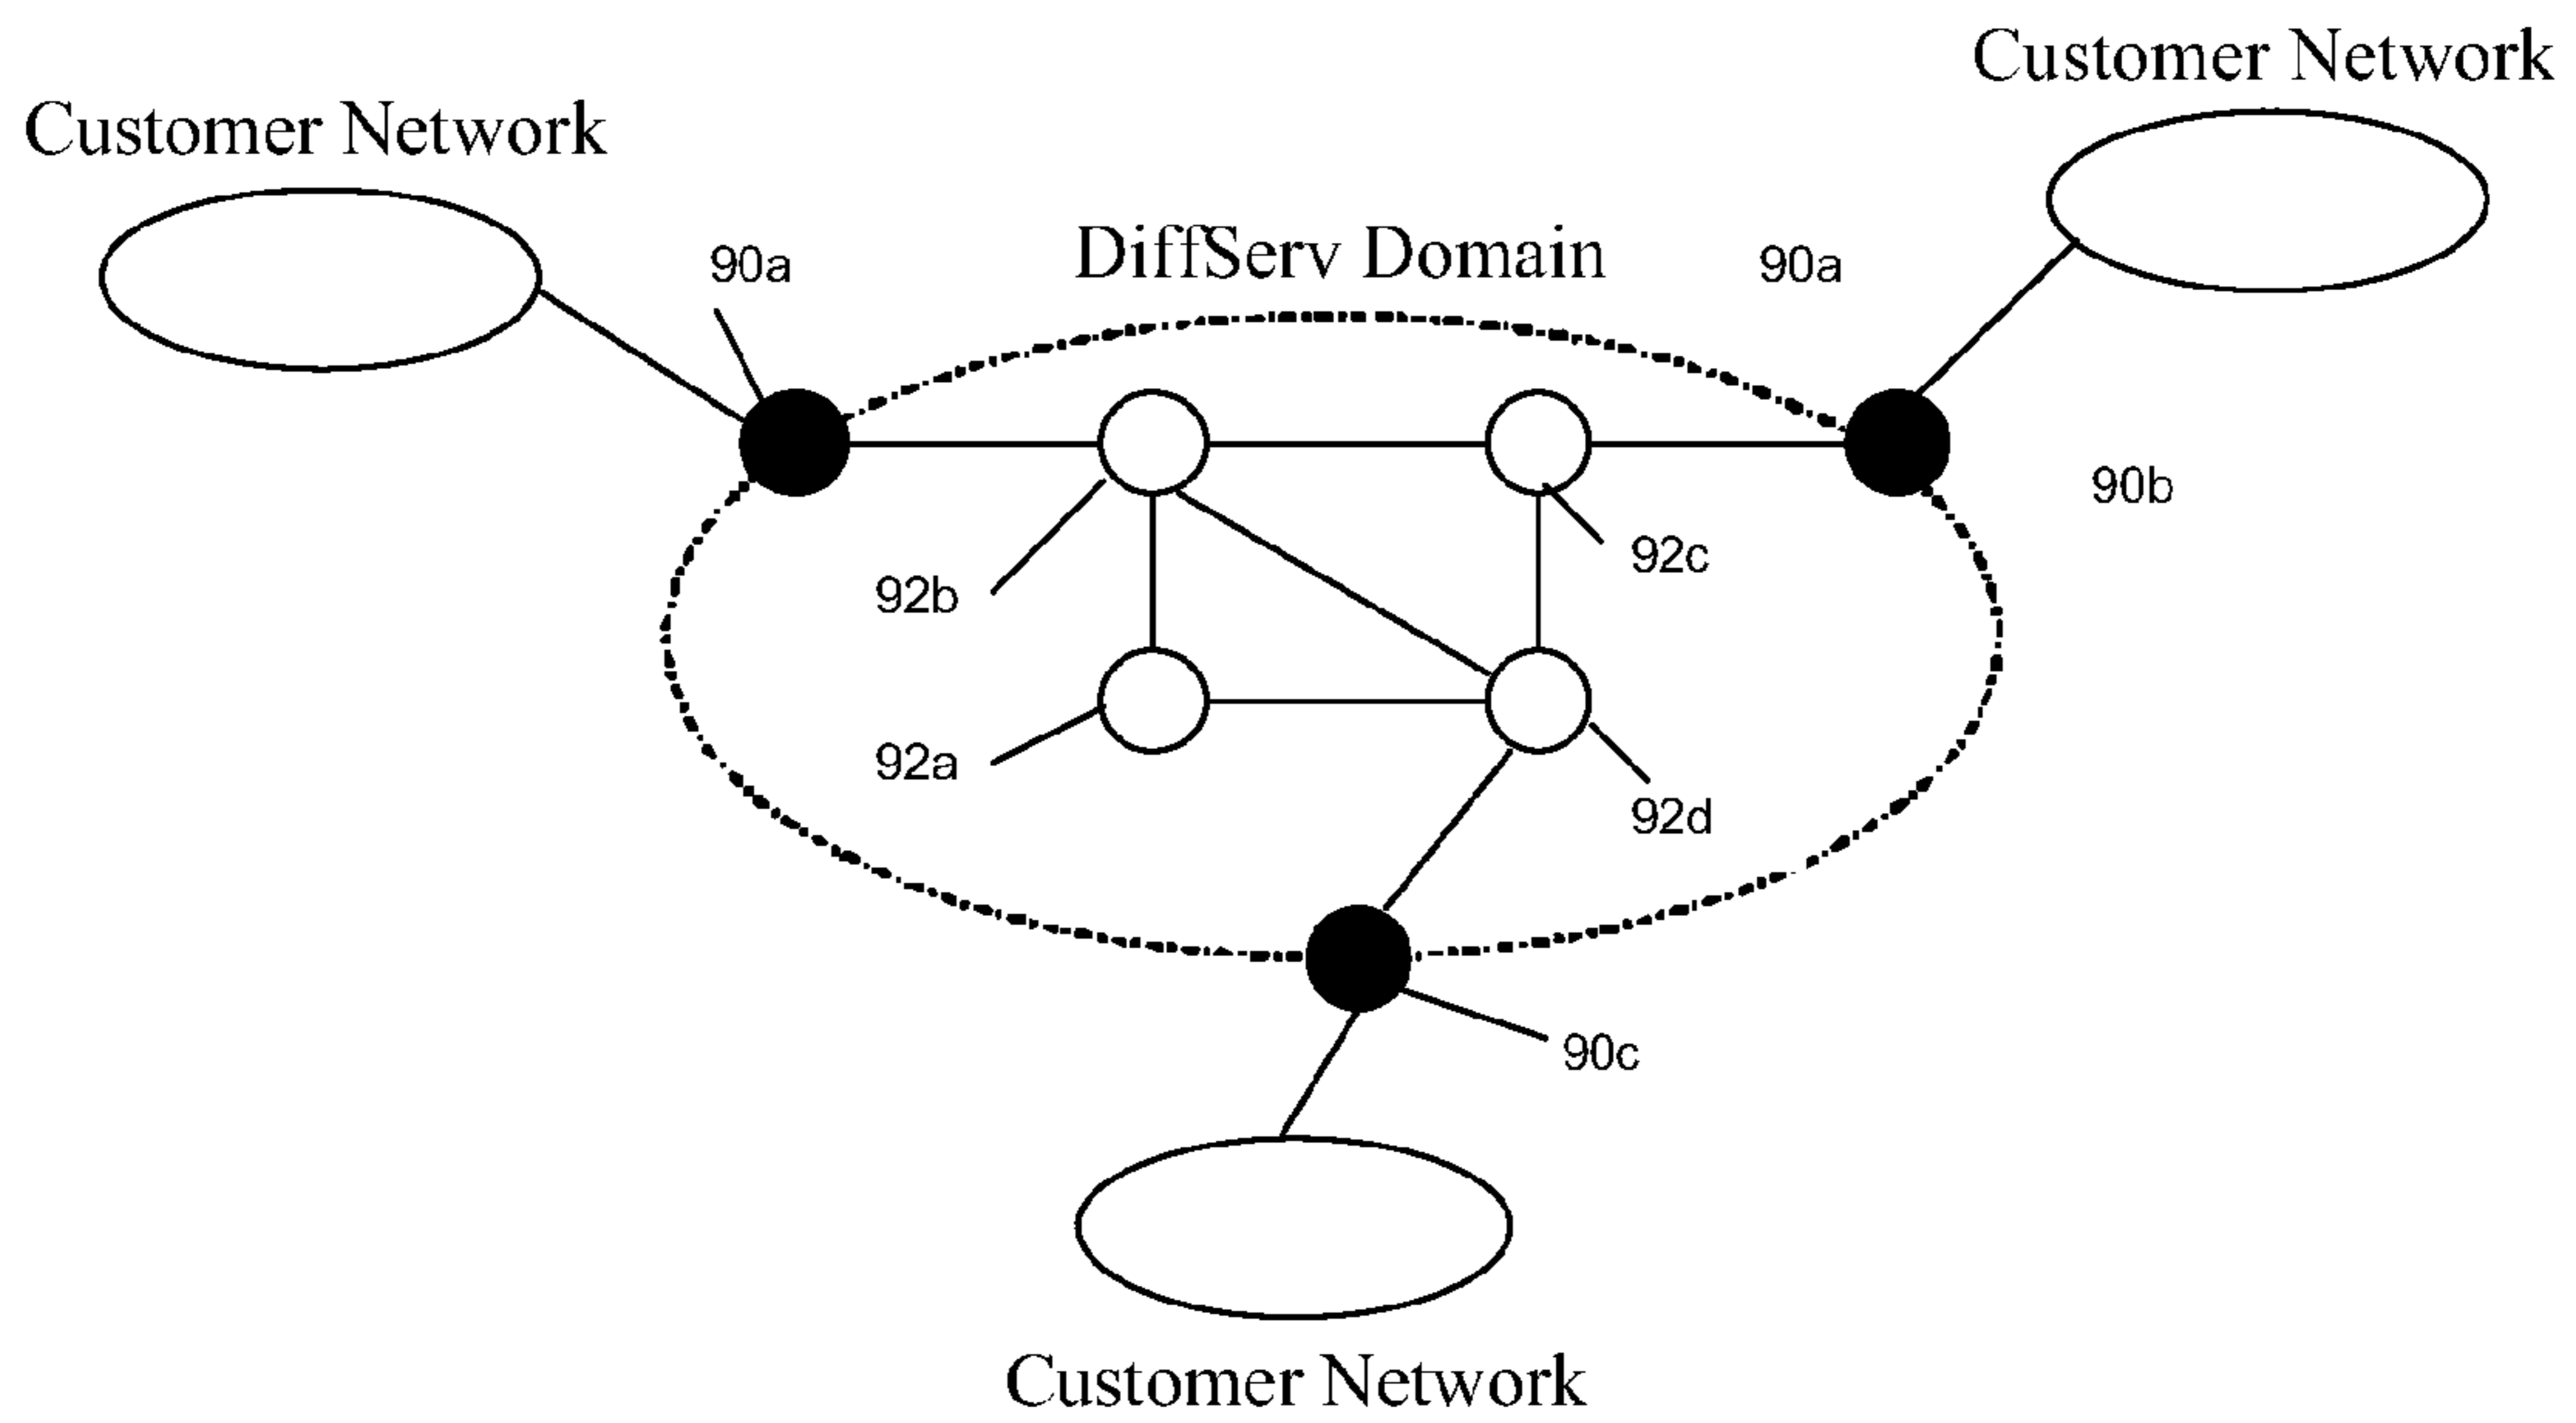 Customer Network
Customer Network
DiffServ Domain
90a
90a
90b
92c
92b
92a
92d
90c
Customer Network